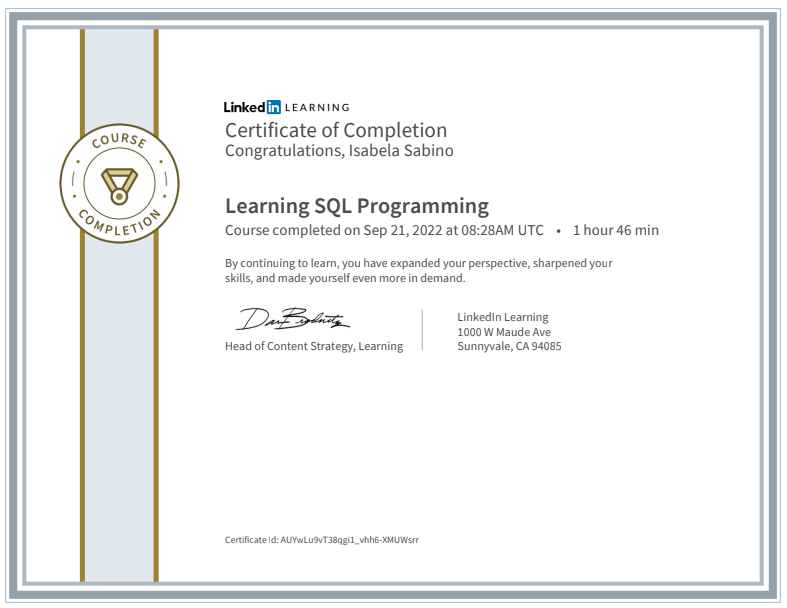 COURSE
COMPLETION
Linked in LEARNING
Certificate of Completion
Congratulations, Isabela Sabino
Learning SQL Programming
Course completed on Sep 21, 2022 at 08:28AM UTC • 1 hour 46 min
By continuing to learn, you have expanded your perspective, sharpened your
skills, and made yourself even more in demand.
Head of Content Strategy, Learning
LinkedIn Learning
1000 W Maude Ave
Sunnyvale, CA 94085
Certificate Id: AUYwLu9vT38qgi1_vhh6-XMUWsrr